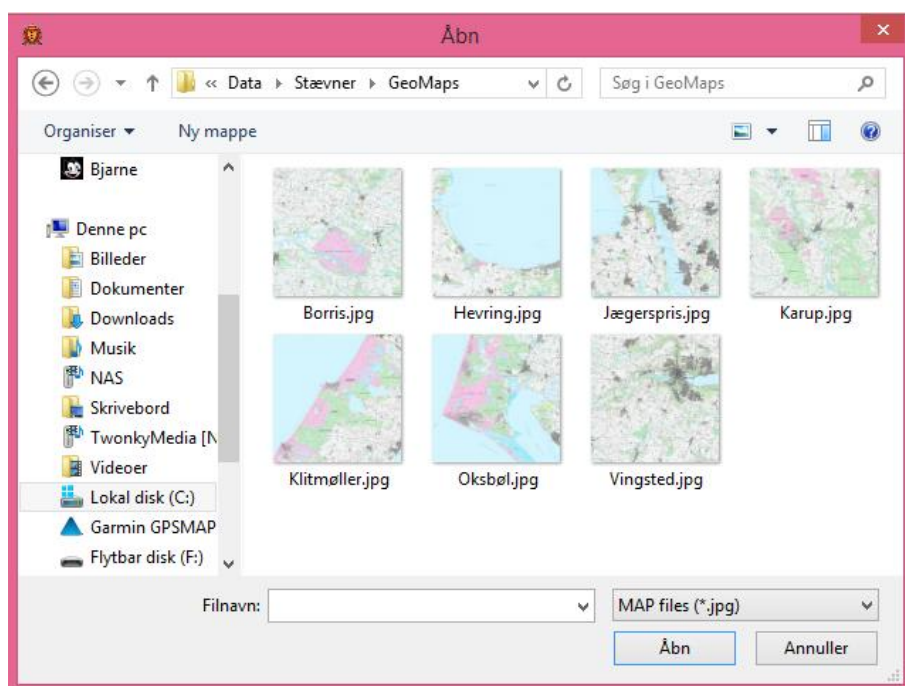 Åbn
« Data ▸ Stævner ▸ GeoMaps
Søg i GeoMaps
Organiser
Ny mappe
Bjarne
Denne pc
Billeder
Dokumenter
Downloads
Musik
NAS
Skrivebord
TwonkyMedia [N
Videoer
Lokal disk (C:)
Garmin GPSMAP
Flytbar disk (F:)
Borris.jpg
Hevring.jpg
Jægerspris.jpg
Karup.jpg
Klitmøller.jpg
Oksbøl.jpg
Vingsted.jpg
Filnavn:
MAP files (*.jpg)
Åbn
Annuller